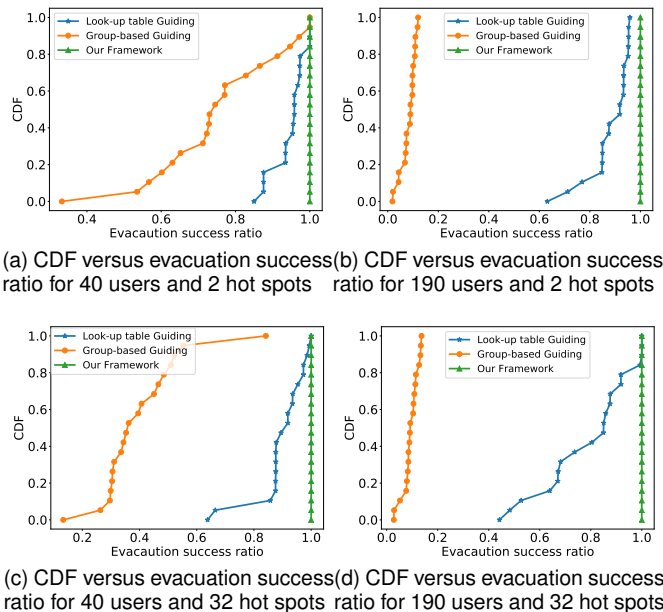 1.0
0.8
0.6
0.4
0.2
0.0
CDF
Look-up table Guiding
Group-based Guiding
Our Framework
0.4 0.6 0.8 1.0
Evacaution success ratio
(a) CDF versus evacuation success
ratio for 40 users and 2 hot spots
1.0
0.8
0.6
0.4
0.2
0.0
CDF
Look-up table Guiding
Group-based Guiding
Our Framework
0.0 0.2 0.4 0.6 0.8 1.0
Evacaution success ratio
(b) CDF versus evacuation success
ratio for 190 users and 2 hot spots
1.0
0.8
0.6
0.4
0.2
0.0
CDF
Look-up table Guiding
Group-based Guiding
Our Framework
0.2 0.4 0.6 0.8 1.0
Evacaution success ratio
(c) CDF versus evacuation success
ratio for 40 users and 32 hot spots
1.0
0.8
0.6
0.4
0.2
0.0
CDF
Look-up table Guiding
Group-based Guiding
Our Framework
0.0 0.2 0.4 0.6 0.8 1.0
Evacaution success ratio
(d) CDF versus evacuation success
ratio for 190 users and 32 hot spots